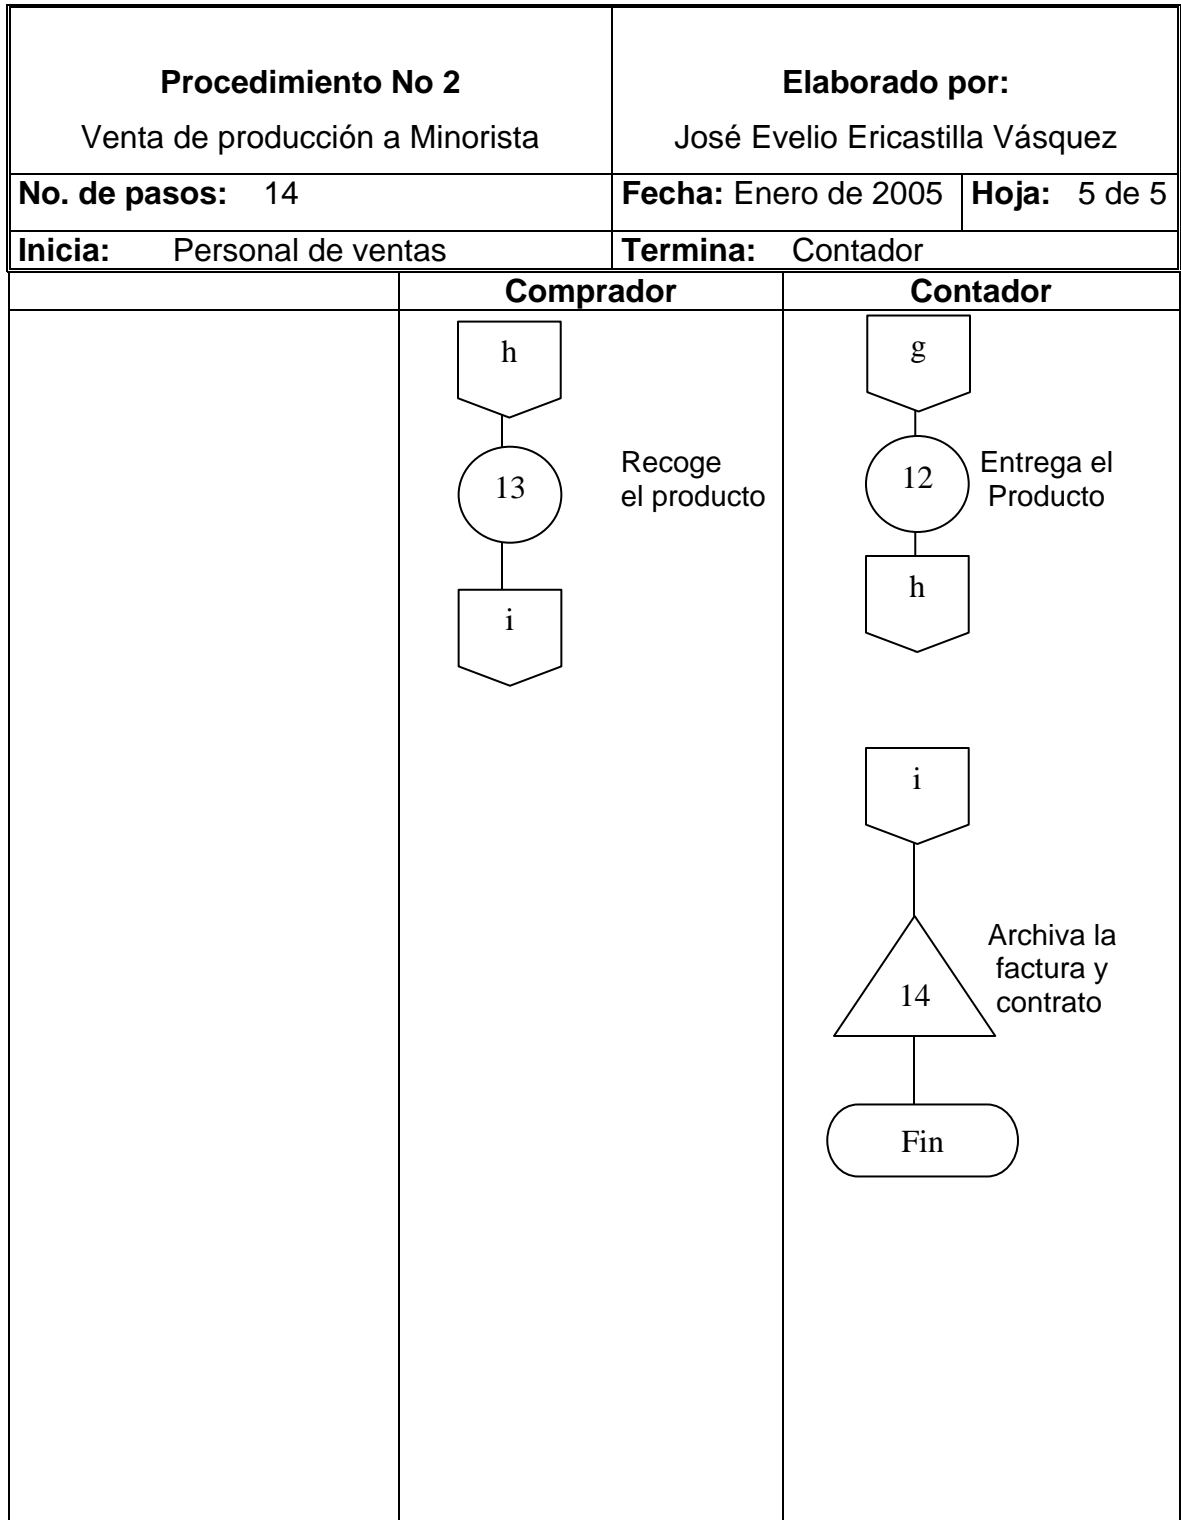 Procedimiento No 2
Venta de producción a Minorista
Elaborado por:
José Evelio Ericastilla Vásquez
No. de pasos: 14
Fecha: Enero de 2005
Hoja: 5 de 5
Inicia: Personal de ventas
Termina: Contador
Comprador
Contador
h
13
Recoge
el producto
i
g
12
Entrega el
Producto
h
i
14
Archiva la
factura y
contrato
Fin